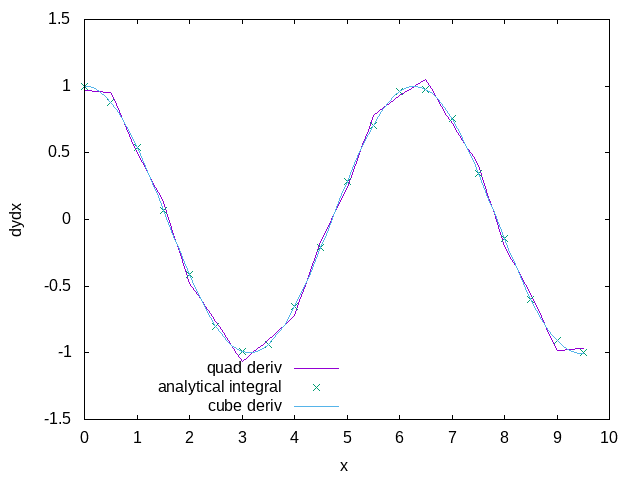 1.5
1
0.5
0
-0.5
-1
-1.5
dydx
quad deriv
analytical integral
cube deriv
0 1 2 3 4 5 6 7 8 9 10
x